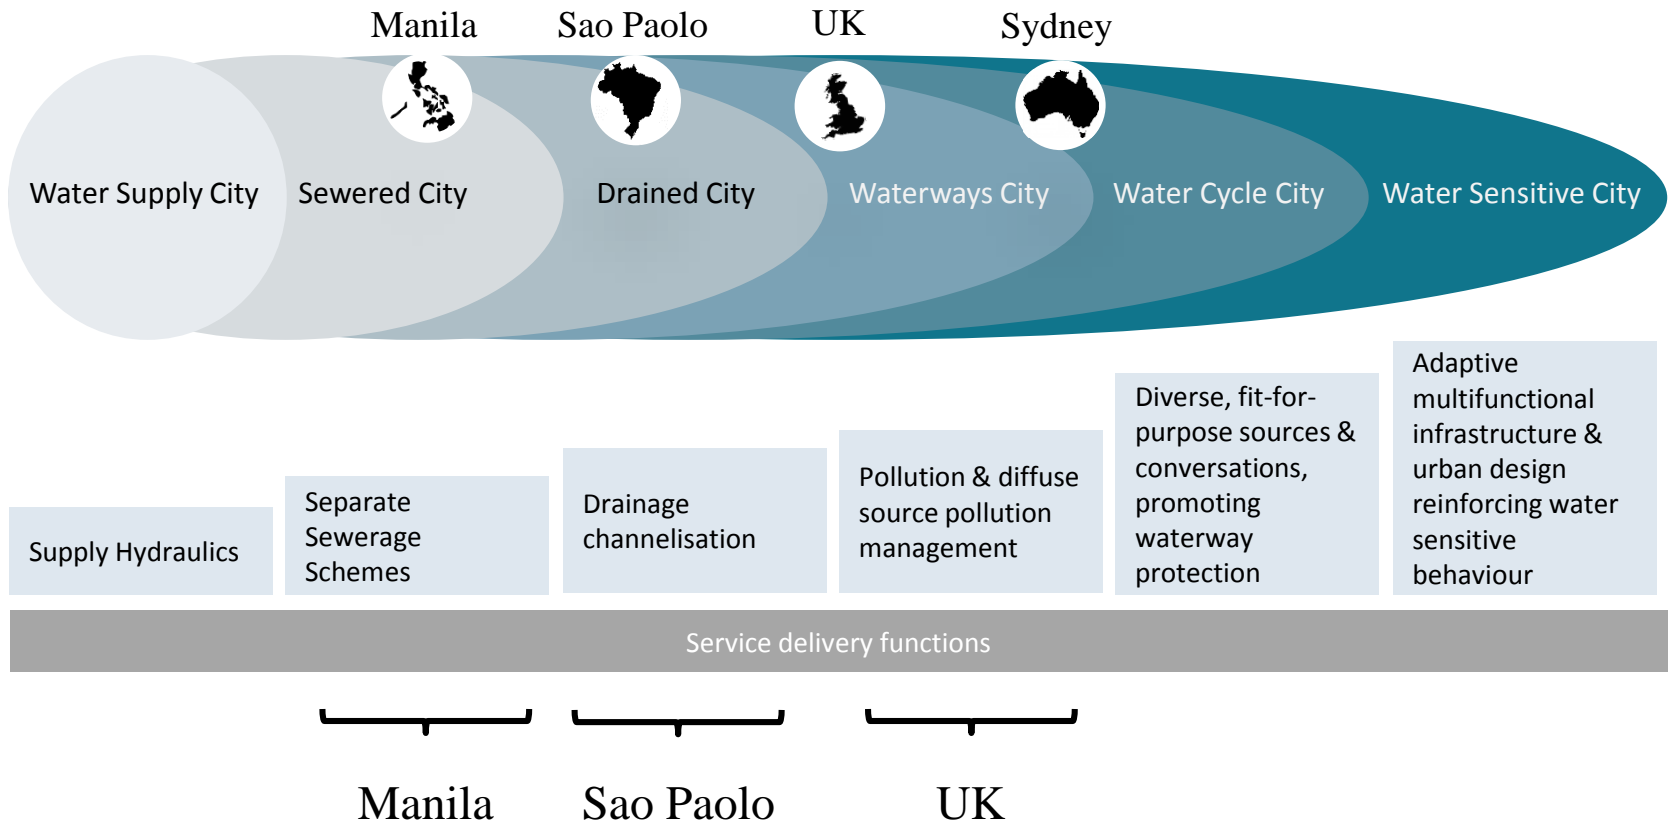 Manila
Sao Paolo
UK
Sydney
Water Supply City
Sewered City
Drained City
Waterways City
Water Cycle City
Water Sensitive City
Supply Hydraulics
Separate
Sewerage
Schemes
Drainage
channelisation
Pollution & diffuse
source pollution
management
Diverse, fit-for-
purpose sources &
conversations,
promoting
waterway
protection
Adaptive
multifunctional
infrastructure &
urban design
reinforcing water
sensitive
behaviour
Service delivery functions
Manila
Sao Paolo
UK